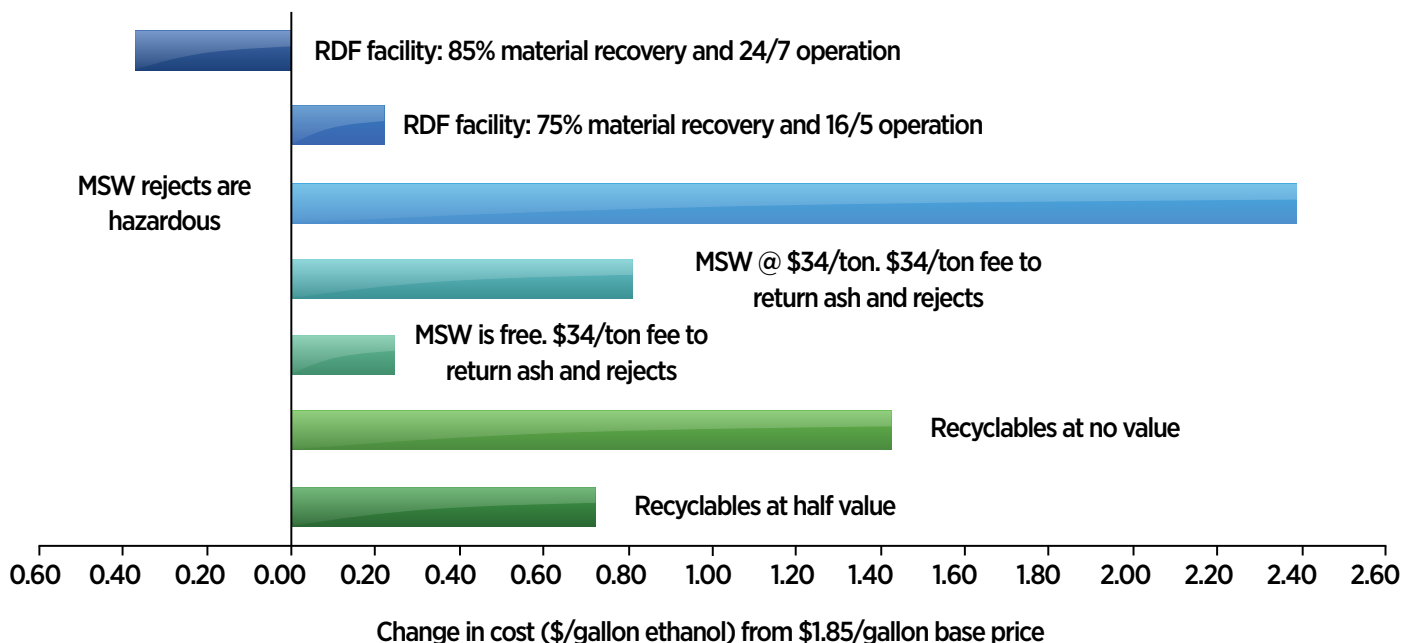 RDF facility: 85% material recovery and 24/7 operation
RDF facility: 75% material recovery and 16/5 operation
MSW rejects are
hazardous
MSW @ $34/ton. $34/ton fee to
return ash and rejects
MSW is free. $34/ton fee to
return ash and rejects
Recyclables at no value
Recyclables at half value
0.60 0.40 0.20 0.00 0.20 0.40 0.60 0.80 1.00 1.20 1.40 1.60 1.80 2.00 2.20 2.40 2.60
Change in cost ($/gallon ethanol) from $1.85/gallon base price